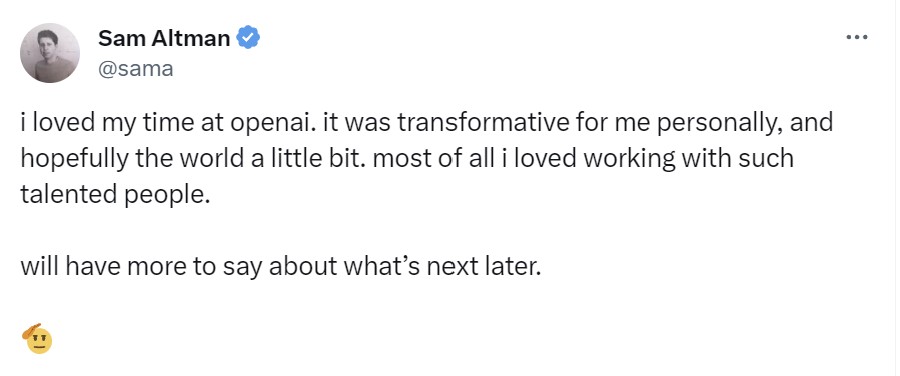 Sam Altman
@sama
i loved my time at openai. it was transformative for me personally, and
hopefully the world a little bit. most of all i loved working with such
talented people.
will have more to say about what’s next later.
🫡